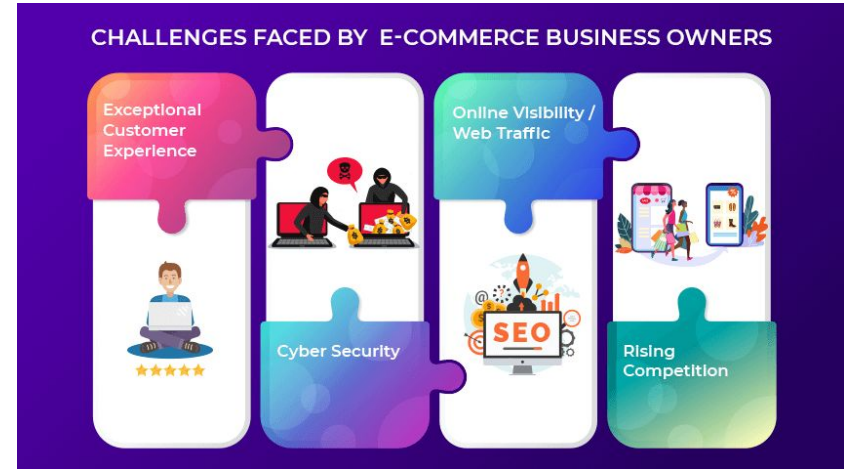 CHALLENGES FACED BY E-COMMERCE BUSINESS OWNERS
Exceptional
Customer
Experience
Cyber Security
Online Visibility /
Web Traffic
SEO
Rising
Competition